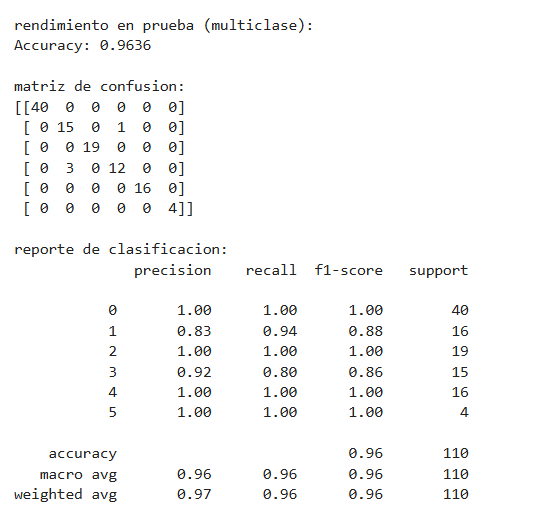 rendimiento en prueba (multiclase):
Accuracy: 0.9636
matriz de confusion:
[[40 0 0 0 0 0]
[ 0 15 0 1 0 0]
[ 0 0 19 0 0 0]
[ 0 3 0 12 0 0]
[ 0 0 0 0 16 0]
[ 0 0 0 0 0 4]]
reporte de clasificacion:
precision recall f1-score support
0 1.00 1.00 1.00 40
1 0.83 0.94 0.88 16
2 1.00 1.00 1.00 19
3 0.92 0.80 0.86 15
4 1.00 1.00 1.00 16
5 1.00 1.00 1.00 4
accuracy 0.96 110
macro avg 0.96 0.96 0.96 110
weighted avg 0.97 0.96 0.96 110